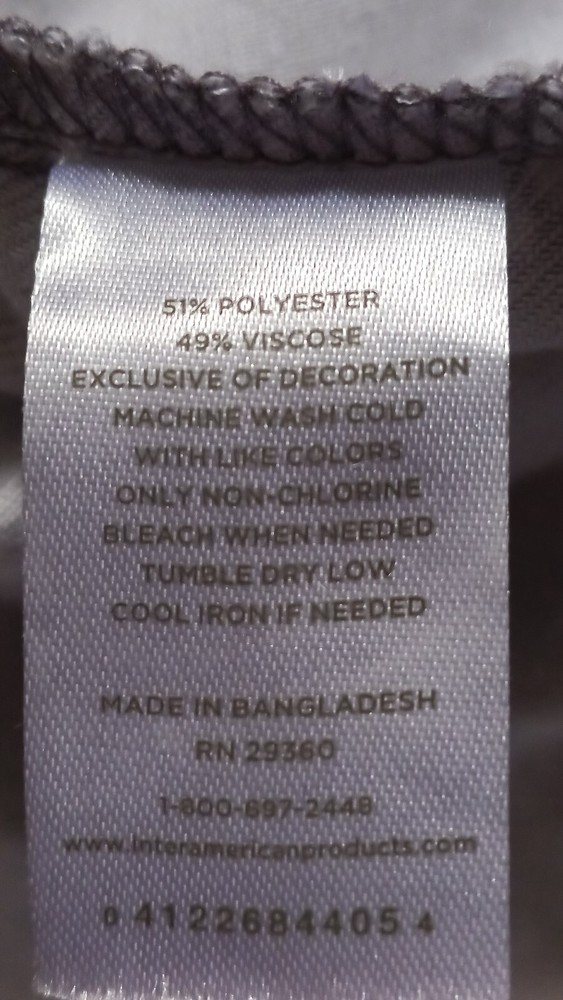 51% POLYESTER
49% VISCOSE
EXCLUSIVE OF DECORATION
MACHINE WASH COLD
WITH LIKE COLORS
ONLY NON-CHLORINE
BLEACH WHEN NEEDED
TUMBLE DRY LOW
COOL IRON IF NEEDED
MADE IN BANGLADESH
RN 29360
1-800-697-2448
www.interamericanproducts.com
0 4122684405 4